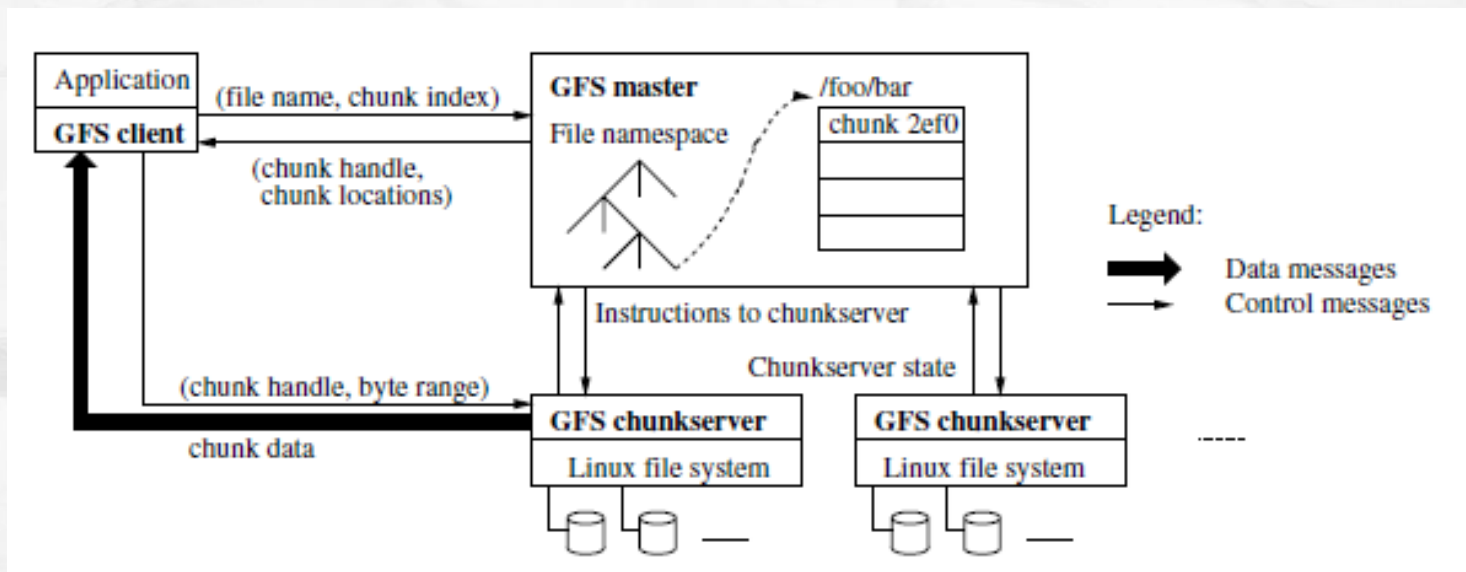 Application
GFS client
(file name, chunk index)
(chunk handle,
chunk locations)
GFS master
File namespace
/foo/bar
chunk 2ef0
Legend:
Data messages
Control messages
Instructions to chunkserver
Chunkserver state
(chunk handle, byte range)
chunk data
GFS chunkserver
Linux file system
GFS chunkserver
Linux file system